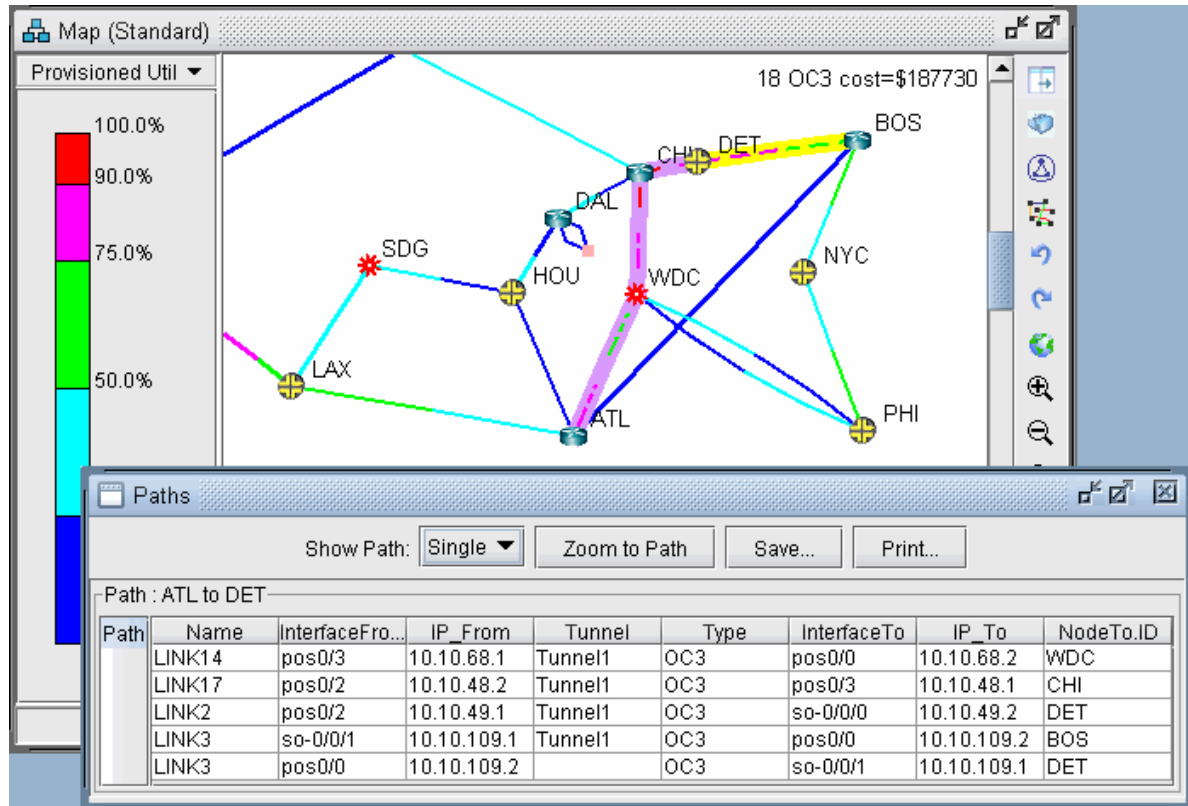 Map (Standard)
Provisioned Util
18 OC3 cost=$187730
100.0%
90.0%
75.0%
50.0%
BOS
DET
DAL
SDG
HOU
WDC
NYC
LAX
ATL
PHI
Paths
Show Path: Single Zoom to Path Save... Print...
Path : ATL to DET
Path Name InterfaceFro... IP_From Tunnel Type InterfaceTo IP_To NodeTo.ID
LINK14 pos0/3 10.10.68.1 Tunnel1 OC3 pos0/0 10.10.68.2 WDC
LINK17 pos0/2 10.10.48.2 Tunnel1 OC3 pos0/3 10.10.48.1 CHI
LINK2 pos0/2 10.10.49.1 Tunnel1 OC3 so-0/0/0 10.10.49.2 DET
LINK3 so-0/0/1 10.10.109.1 Tunnel1 OC3 pos0/0 10.10.109.2 BOS
LINK3 pos0/0 10.10.109.2 OC3 so-0/0/1 10.10.109.1 DET